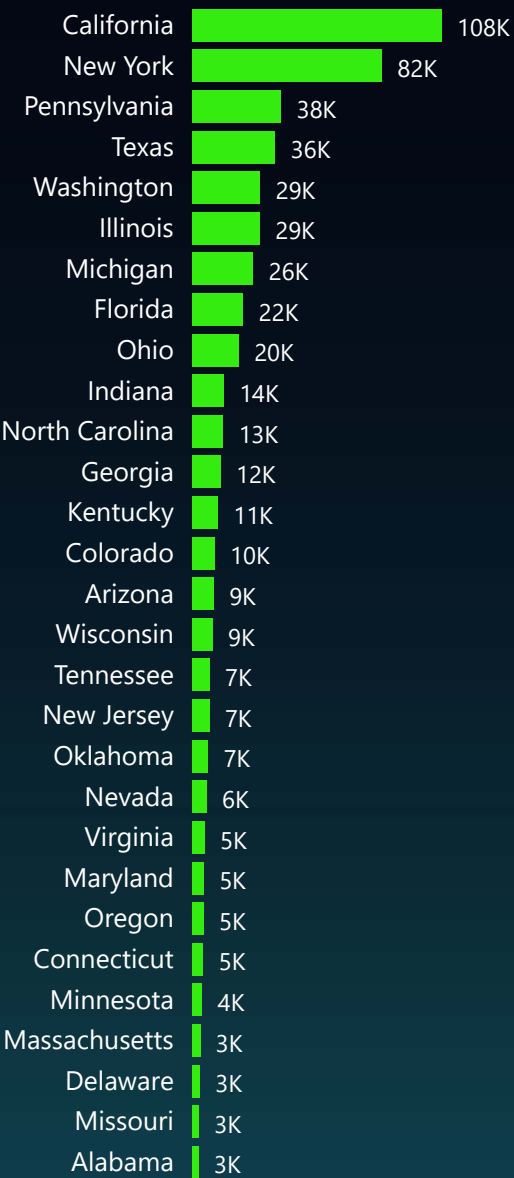 California 108K
New York 82K
Pennsylvania 38K
Texas 36K
Washington 29K
Illinois 29K
Michigan 26K
Florida 22K
Ohio 20K
Indiana 14K
North Carolina 13K
Georgia 12K
Kentucky 11K
Colorado 10K
Arizona 9K
Wisconsin 9K
Tennessee 7K
New Jersey 7K
Oklahoma 7K
Nevada 6K
Virginia 5K
Maryland 5K
Oregon 5K
Connecticut 5K
Minnesota 4K
Massachusetts 3K
Delaware 3K
Missouri 3K
Alabama 3K